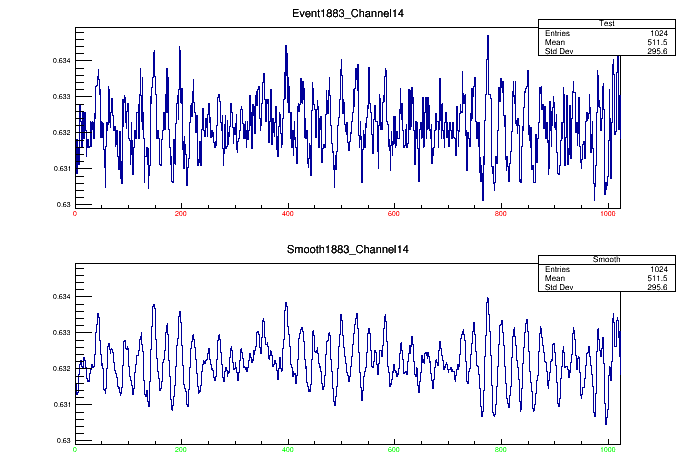 Event1883_Channel14
Test
Entries 1024
Mean 511.5
Std Dev 295.6
0.634
0.633
0.632
0.631
0.63
0 200 400 600 800 1000
Smooth1883_Channel14
Smooth
Entries 1024
Mean 511.5
Std Dev 295.6
0.634
0.633
0.632
0.631
0.63
0 200 400 600 800 1000